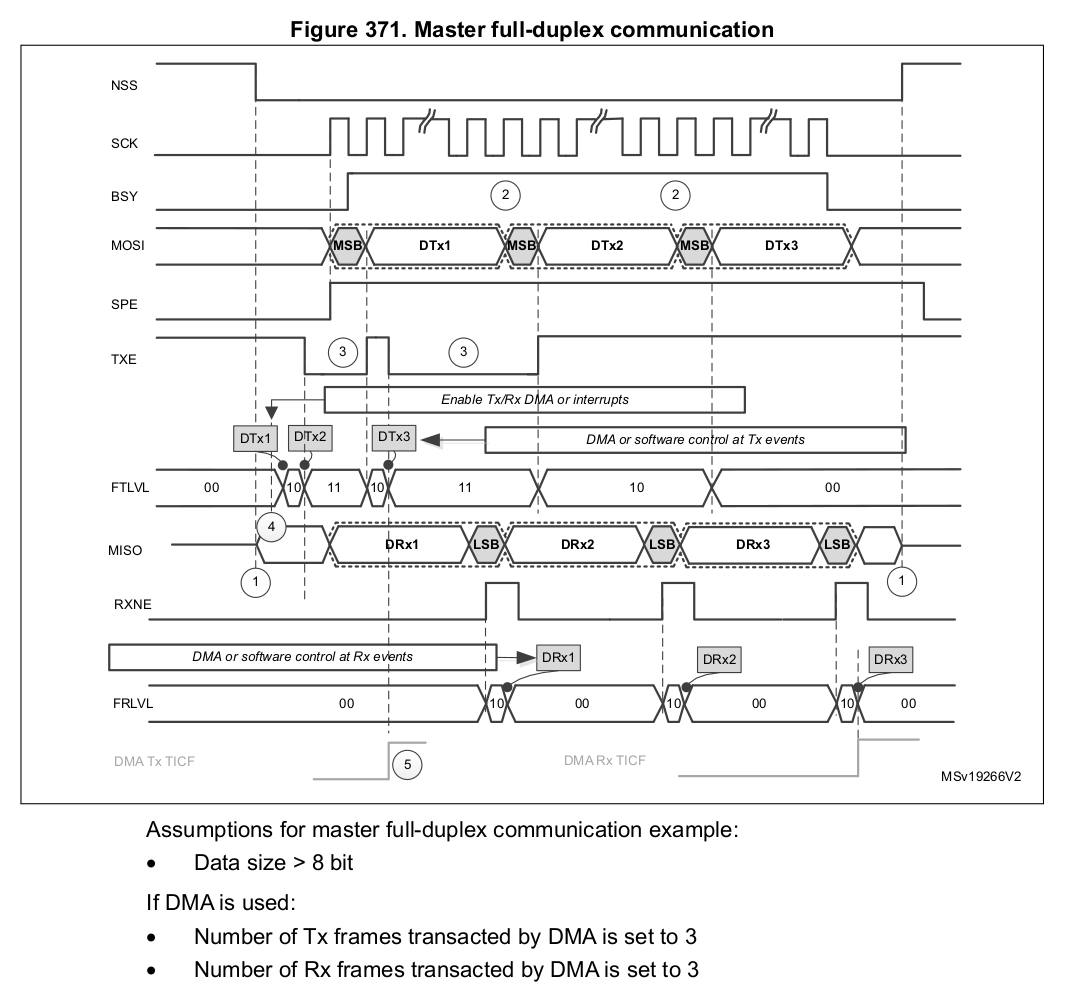 Figure 371. Master full-duplex communication
NSS
SCK
BSY 2 2
MOSI MSB DTx1 MSB DTx2 MSB DTx3
SPE
TXE 3 3
Enable Tx/Rx DMA or interrupts
DTx1 DTx2 DTx3 DMA or software control at Tx events
FTLVL 00 10 11 10 11 10 00
4
MISO DRx1 LSB DRx2 LSB DRx3 LSB
1 1
RXNE
DMA or software control at Rx events DRx1 DRx2 DRx3
FRLVL 00 10 00 10 00 10 00
DMA Tx TICF 5 DMA Rx TICF
MSv19266V2
Assumptions for master full-duplex communication example:
• Data size > 8 bit
If DMA is used:
• Number of Tx frames transacted by DMA is set to 3
• Number of Rx frames transacted by DMA is set to 3